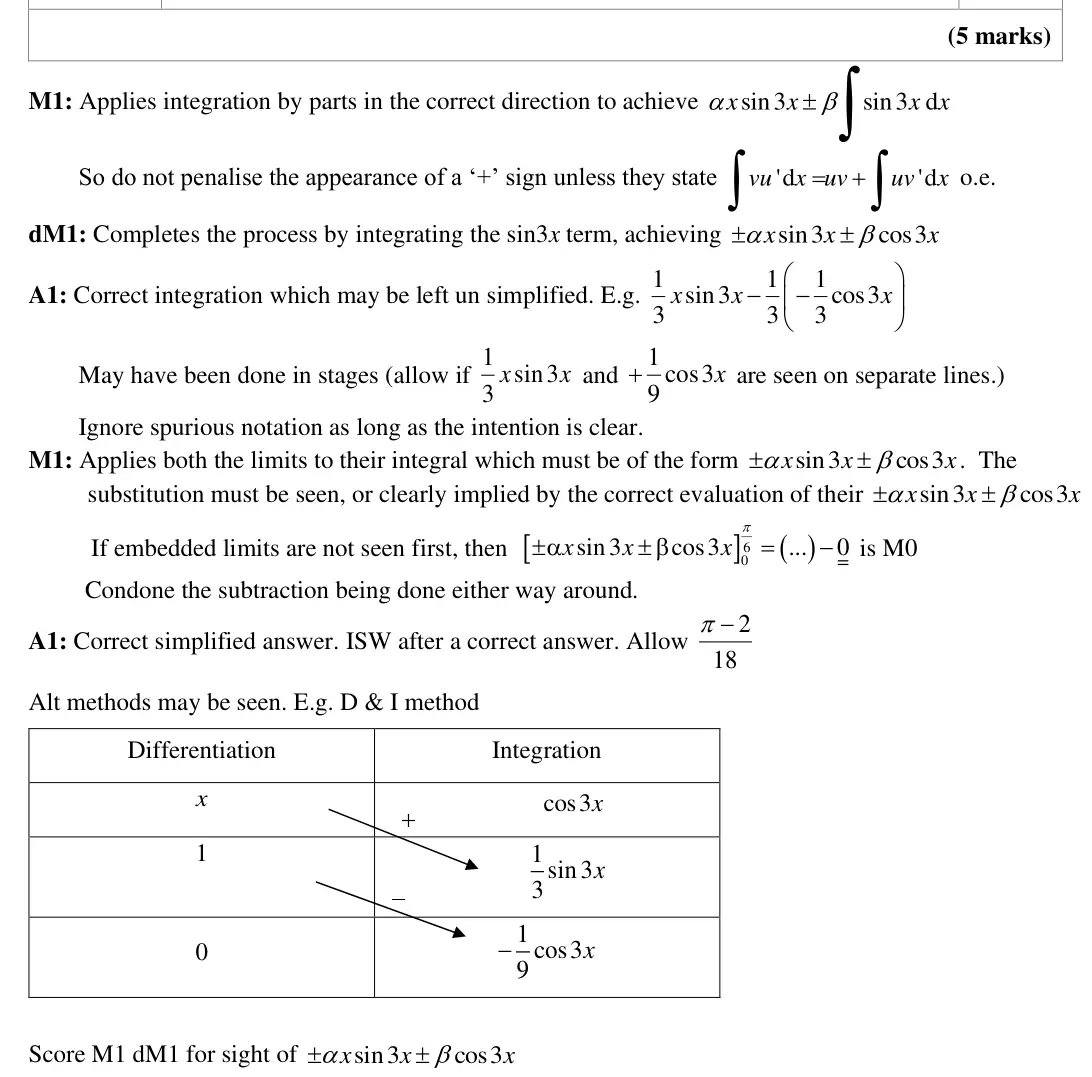 (5 marks)
M1: Applies integration by parts in the correct direction to achieve αx sin 3x ± β ∫ sin 3x dx
So do not penalise the appearance of a ‘+’ sign unless they state ∫ vu 'dx =uv + ∫ uv 'dx o.e.
dM1: Completes the process by integrating the sin3x term, achieving ±αx sin 3x ± β cos 3x
A1: Correct integration which may be left un simplified. E.g. 1/3 x sin 3x − 1/3 (− 1/3 cos 3x)
May have been done in stages (allow if 1/3 x sin 3x and + 1/9 cos 3x are seen on separate lines.)
Ignore spurious notation as long as the intention is clear.
M1: Applies both the limits to their integral which must be of the form ±αx sin 3x ± β cos 3x. The
substitution must be seen, or clearly implied by the correct evaluation of their ±αx sin 3x ± β cos 3x
If embedded limits are not seen first, then [±αx sin 3x ± β cos 3x]_0^(π/6) = (...) − 0 is M0
Condone the subtraction being done either way around.
A1: Correct simplified answer. ISW after a correct answer. Allow (π − 2)/18
Alt methods may be seen. E.g. D & I method
Differentiation Integration
x cos 3x
+
1 1/3 sin 3x
−
0 − 1/9 cos 3x
Score M1 dM1 for sight of ±αx sin 3x ± β cos 3x